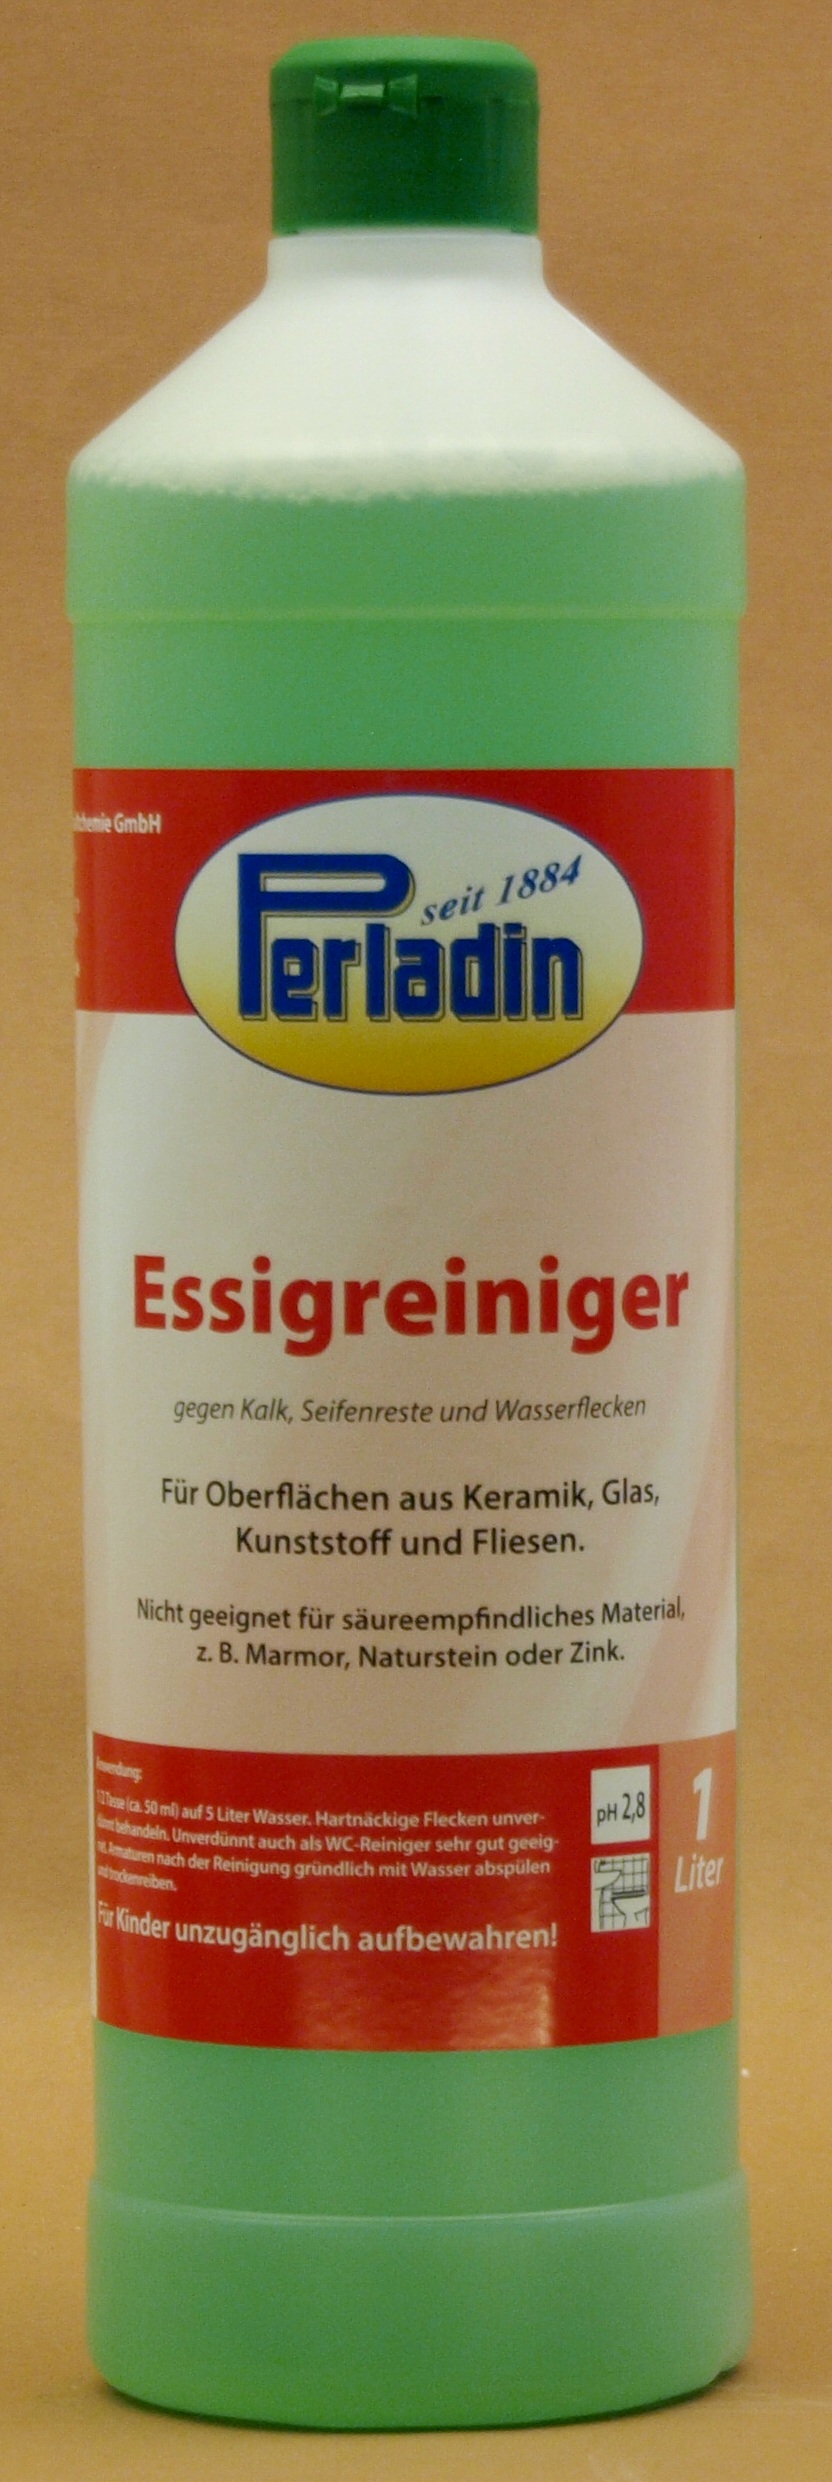 GmbH
Perladin seit 1884
Essigreiniger
gegen Kalk, Seifenreste und Wasserflecken
Für Oberflächen aus Keramik, Glas,
Kunststoff und Fliesen.
Nicht geeignet für säureempfindliches Material,
z. B. Marmor, Naturstein oder Zink.
Anwendung:
1/2 Tasse (ca. 50 ml) auf 5 Liter Wasser. Hartnäckige Flecken unver-
dünnt behandeln. Unverdünnt auch als WC-Reiniger sehr gut geeig-
net. Armaturen nach der Reinigung gründlich mit Wasser abspülen
und trockenreiben.
Für Kinder unzugänglich aufbewahren!
pH 2,8
1
Liter